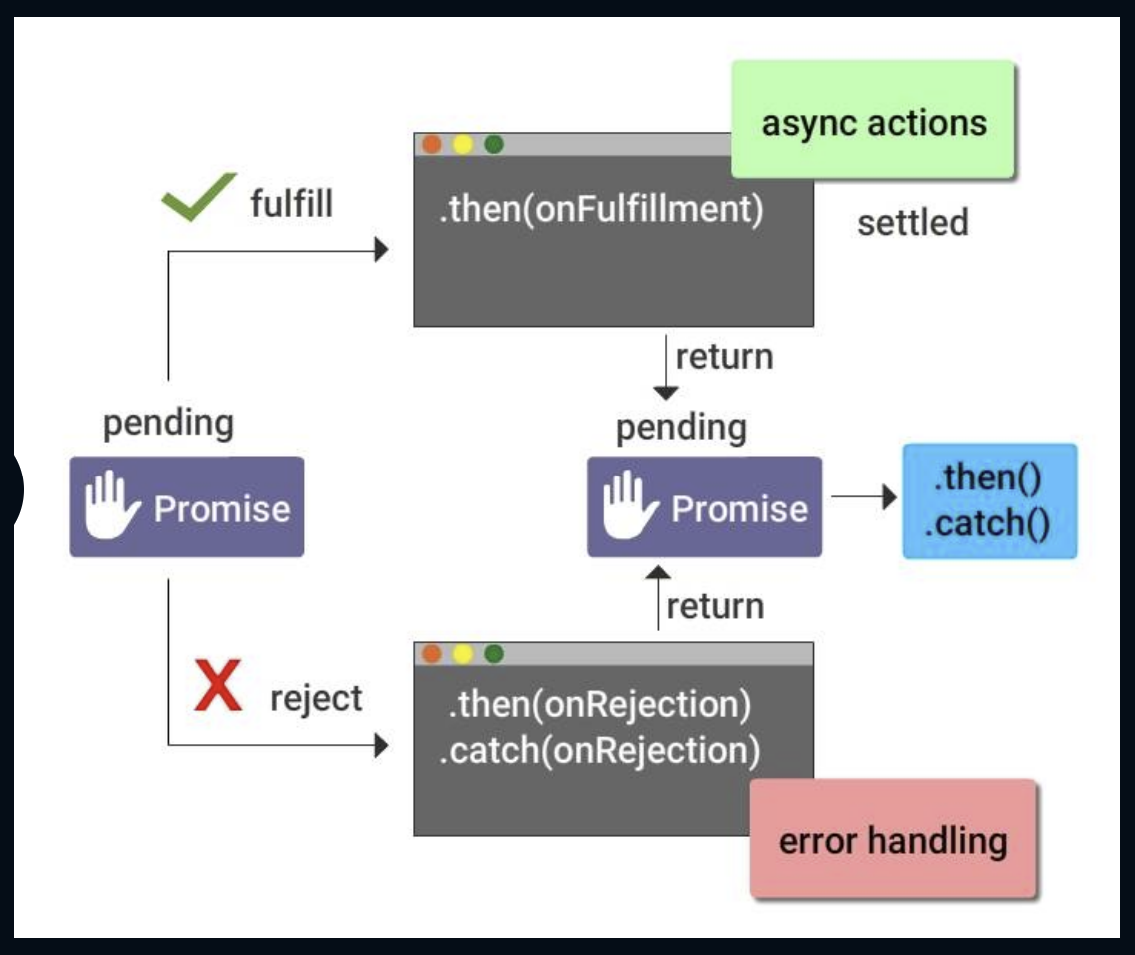 async actions
fulfill
.then(onFulfillment)
settled
return
pending
pending
Promise
Promise
.then()
.catch()
return
X reject
.then(onRejection)
.catch(onRejection)
error handling